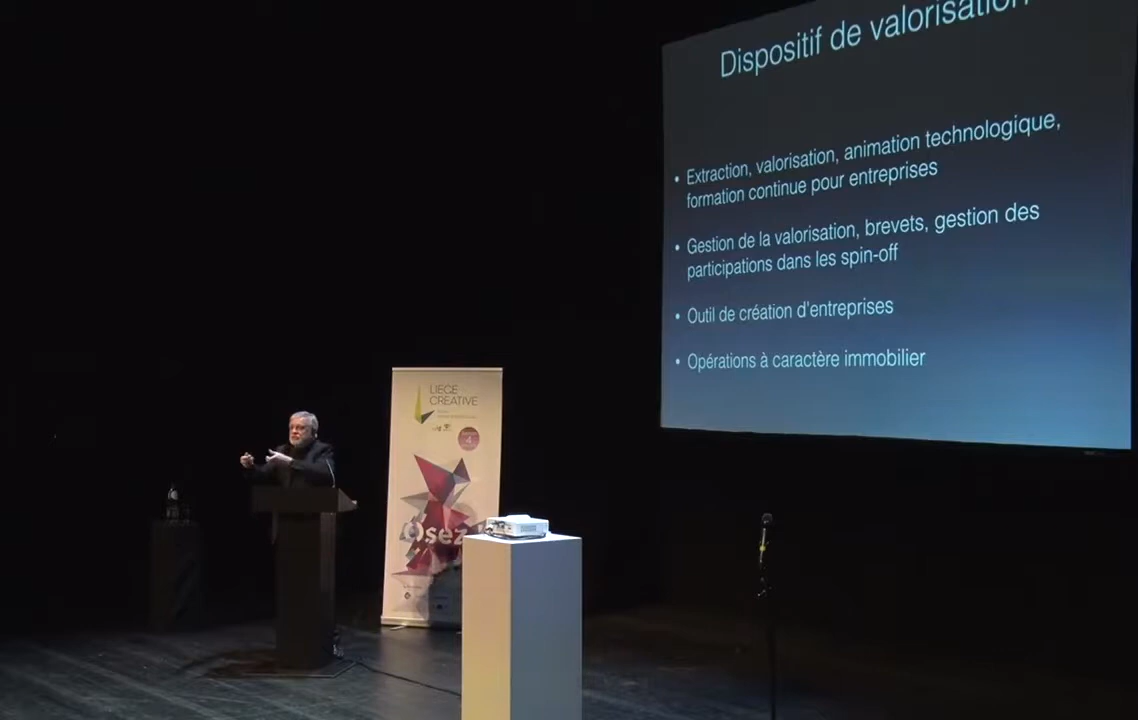 Dispositif de valorisation
• Extraction, valorisation, animation technologique,
formation continue pour entreprises
• Gestion de la valorisation, brevets, gestion des
participations dans les spin-off
• Outil de création d'entreprises
• Opérations à caractère immobilier
LIEGE
CREATIVE
4
Osez